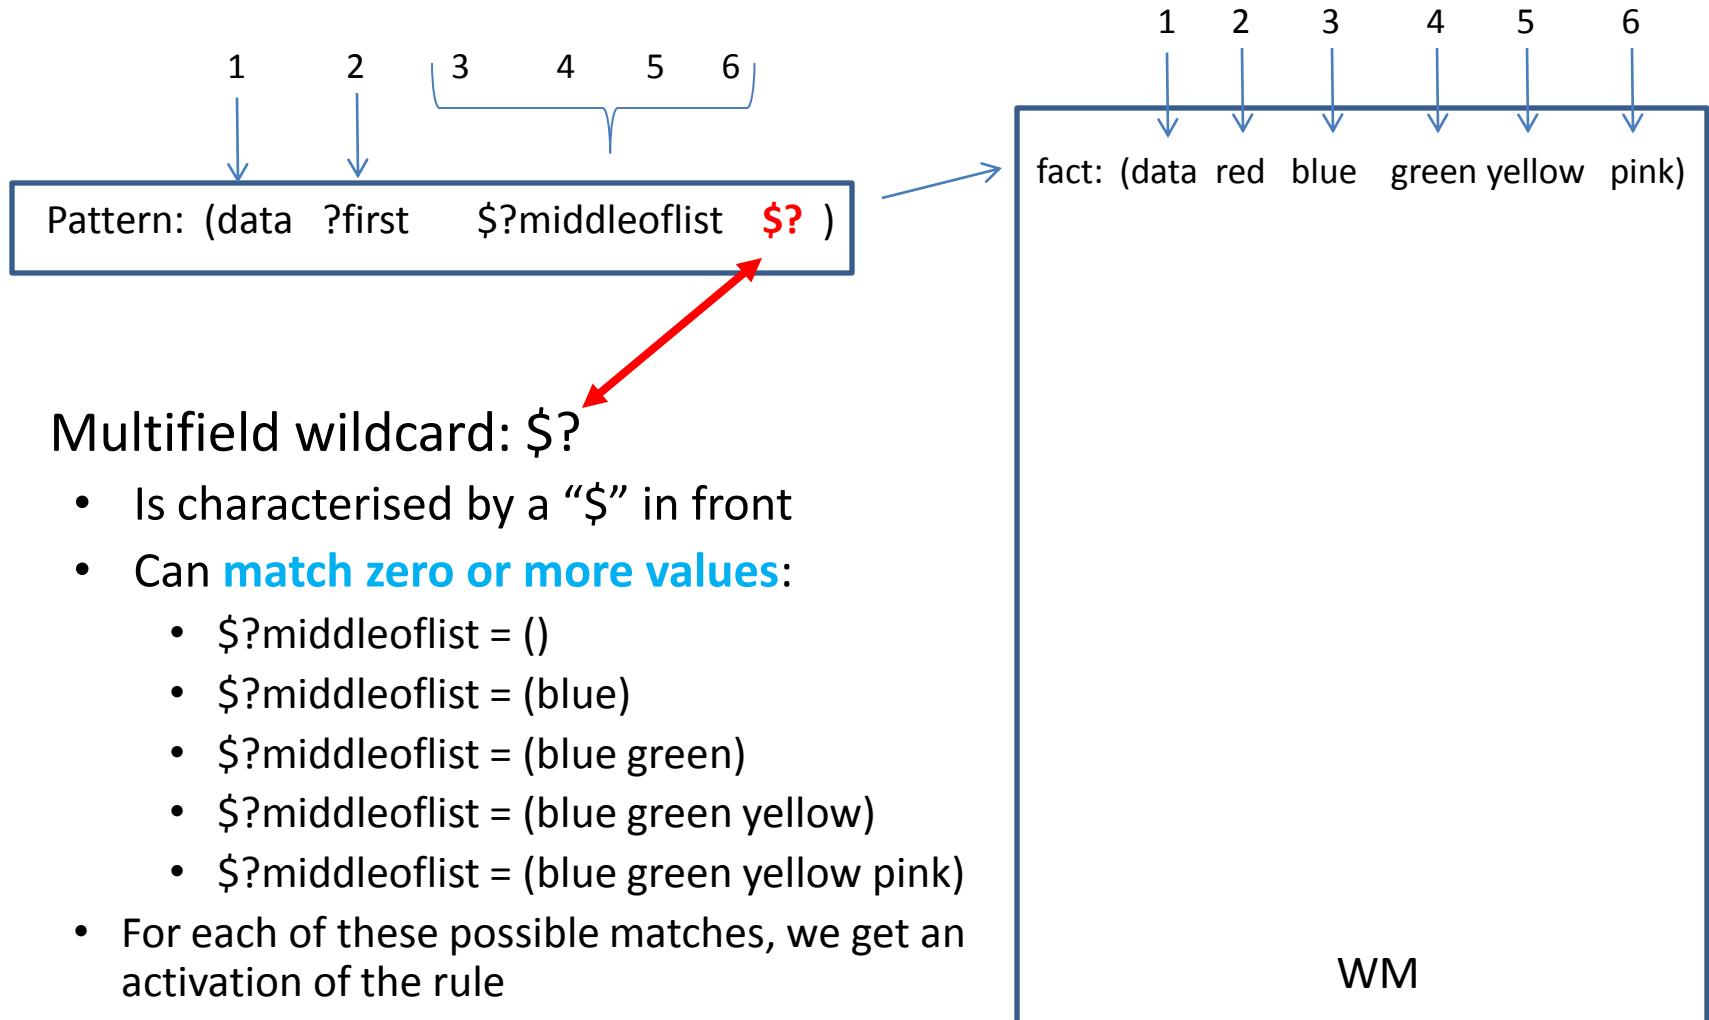 1 2 3 4 5 6
Pattern: (data ?first $?middleoflist $? )
1 2 3 4 5 6
fact: (data red blue green yellow pink)
Multifield wildcard: $?
• Is characterised by a “$” in front
• Can match zero or more values:
• $?middleoflist = ()
• $?middleoflist = (blue)
• $?middleoflist = (blue green)
• $?middleoflist = (blue green yellow)
• $?middleoflist = (blue green yellow pink)
• For each of these possible matches, we get an
activation of the rule
WM